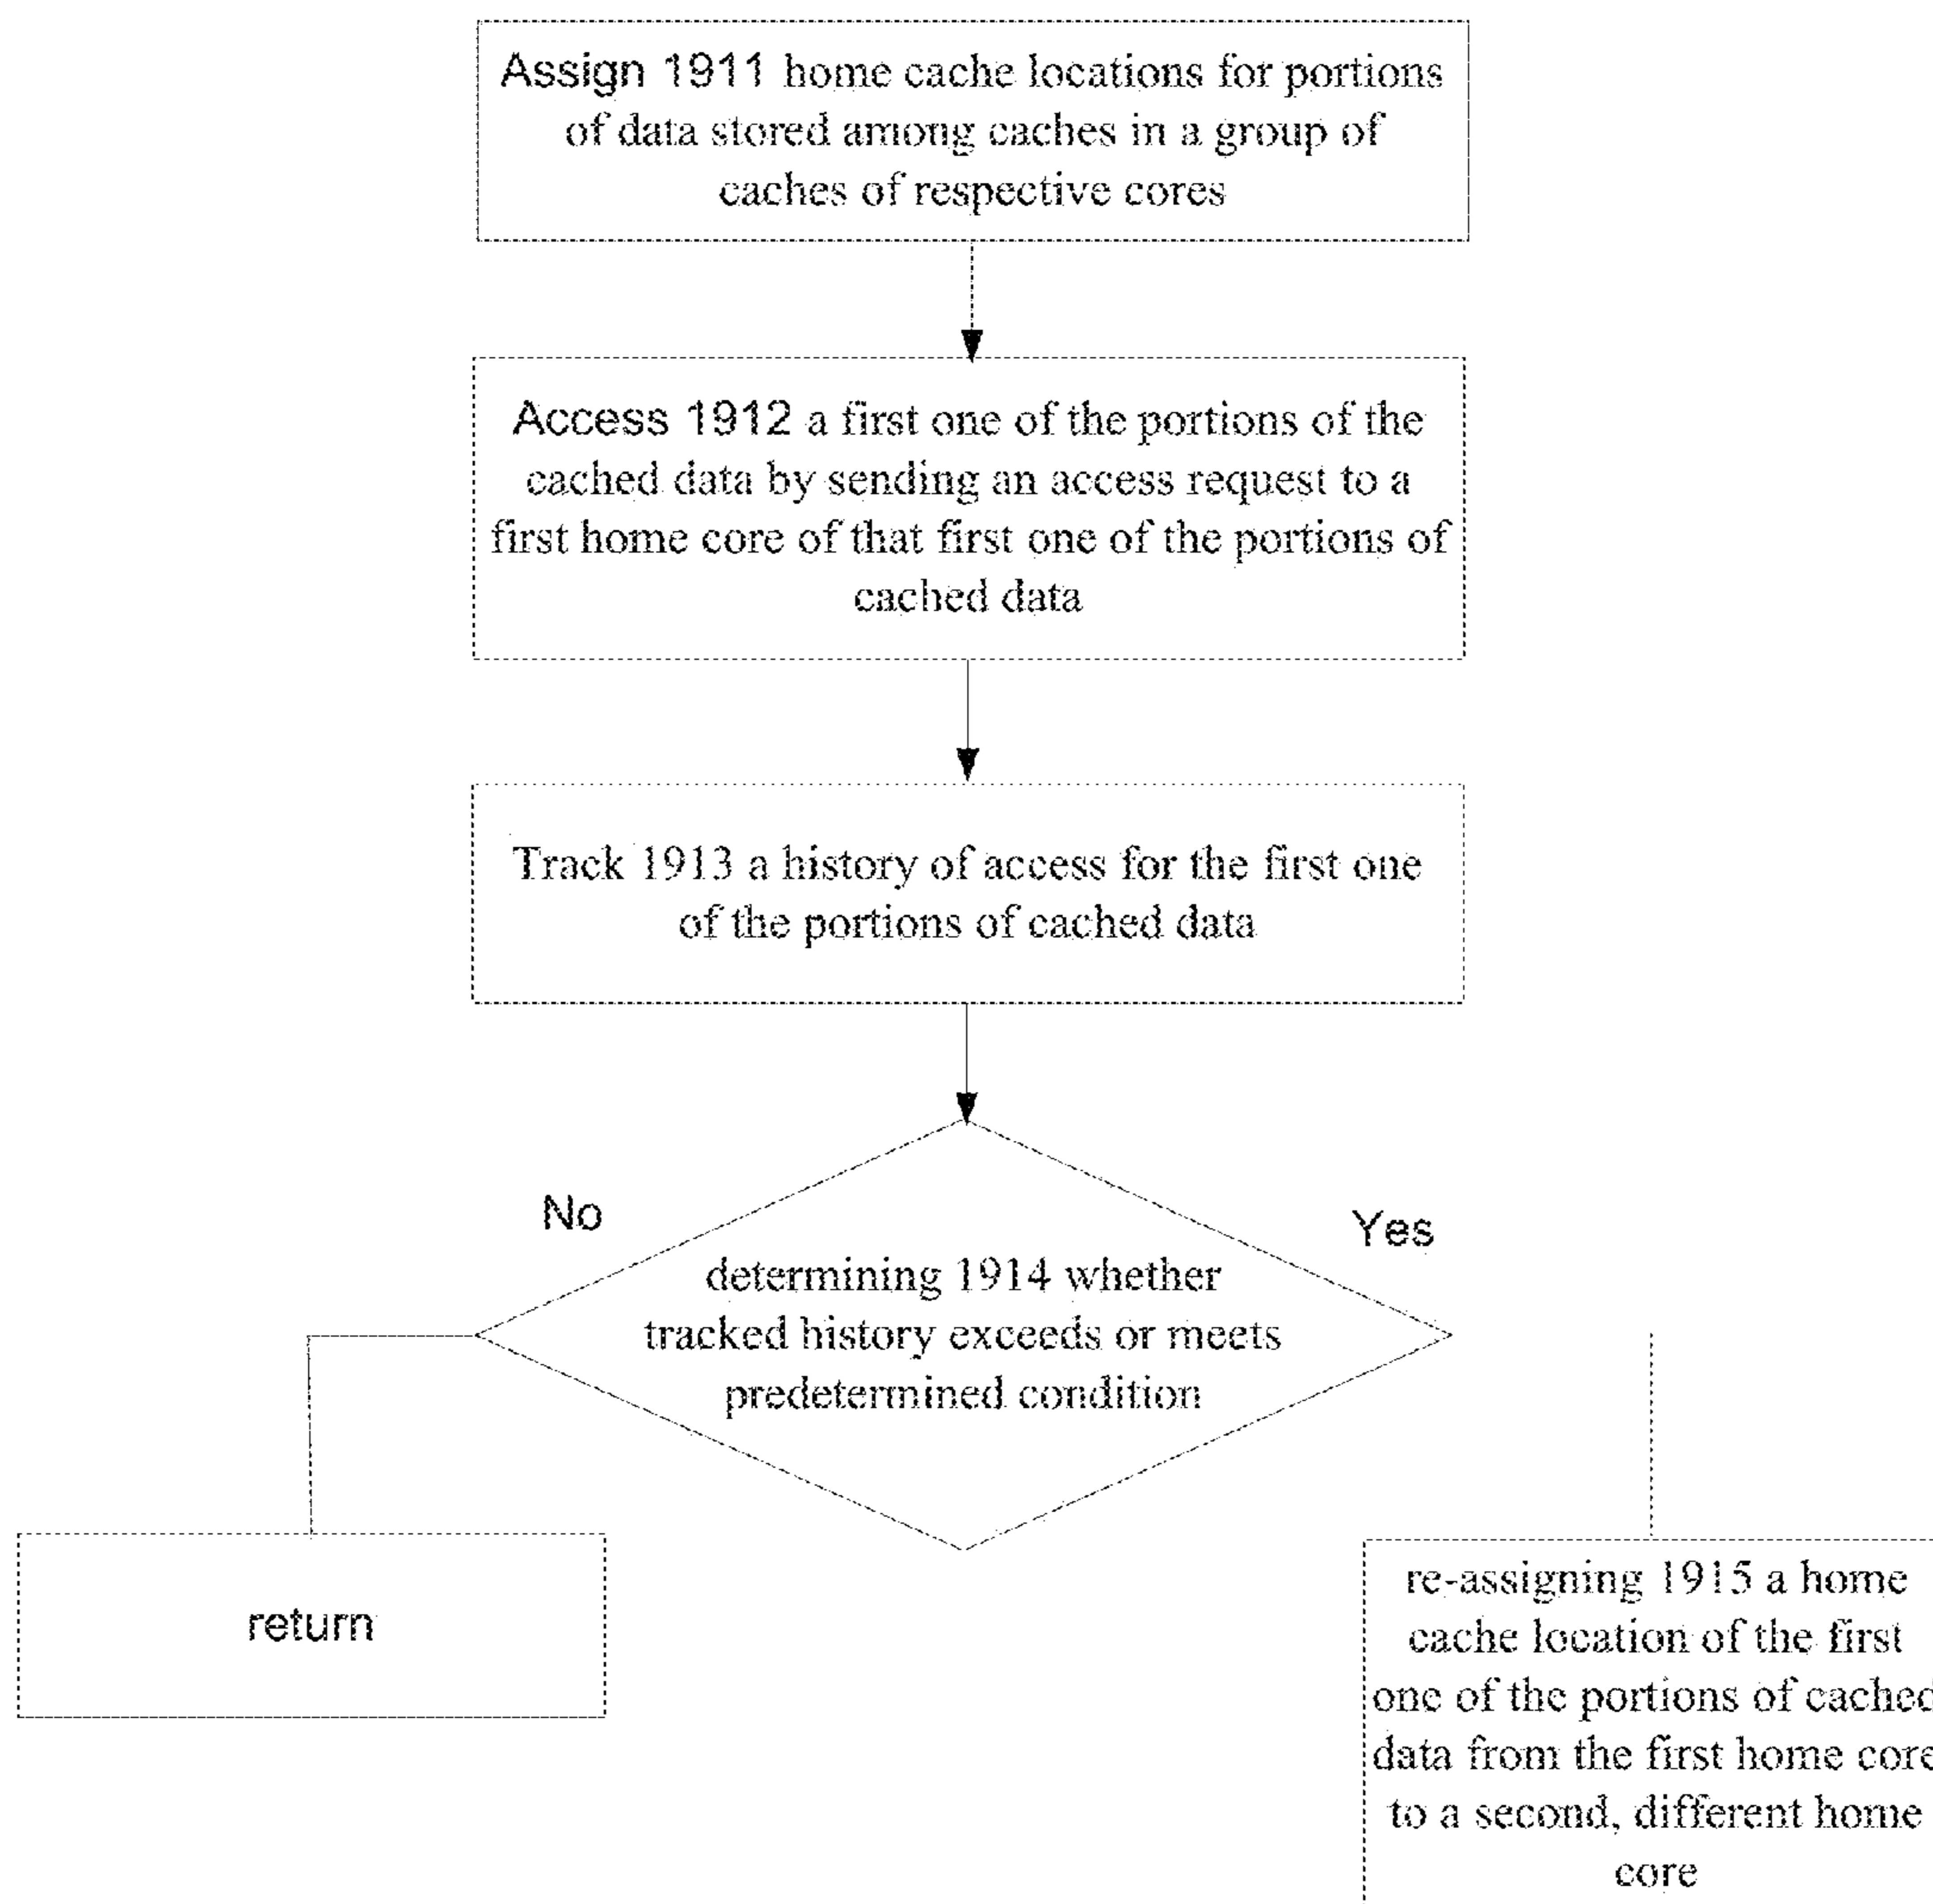 Assign 1911 home cache locations for portions
of data stored among caches in a group of
caches of respective cores
Access 1912 a first one of the portions of the
cached data by sending an access request to a
first home core of that first one of the portions of
cached data
Track 1913 a history of access for the first one
of the portions of cached data
No
Yes
determining 1914 whether
tracked history exceeds or meets
predetermined condition
return
re-assigning 1915 a home
cache location of the first
one of the portions of cached
data from the first home core
to a second, different home
core